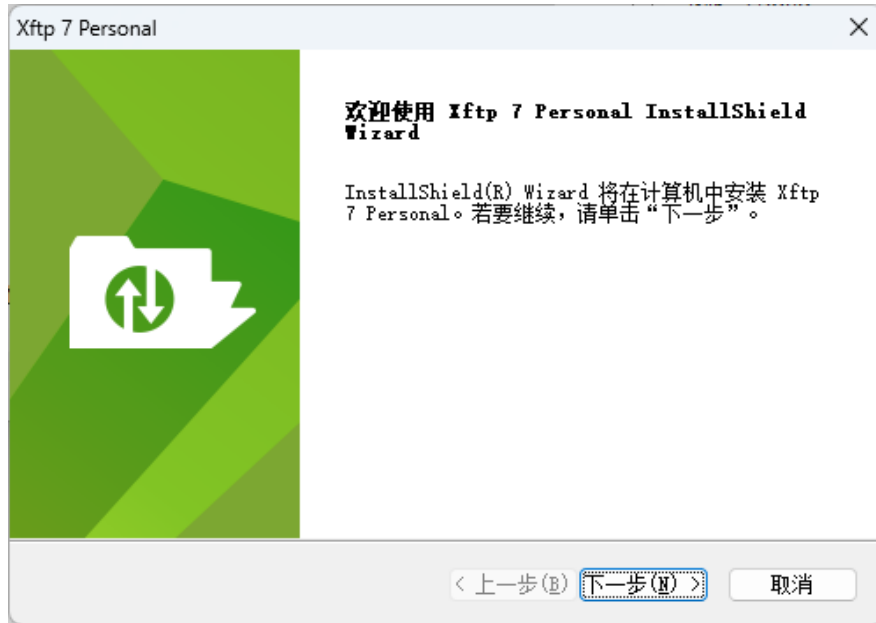 Xftp 7 Personal
欢迎使用 Xftp 7 Personal InstallShield
Wizard
InstallShield(R) Wizard 将在计算机中安装 Xftp
7 Personal。若要继续，请单击“下一步”。
< 上一步(B)
下一步(N) >
取消